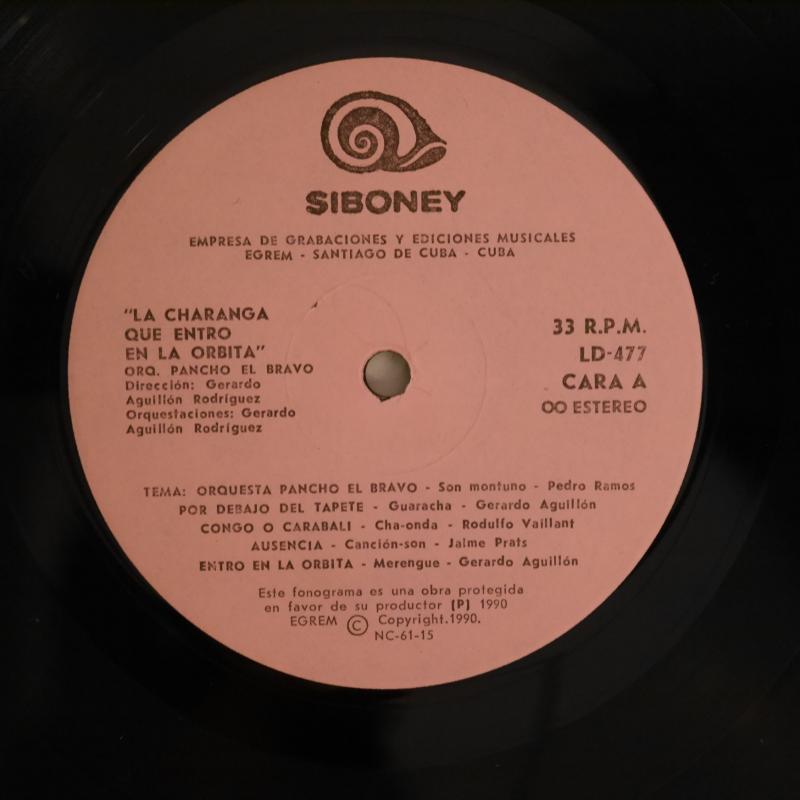 SIBONEY
EMPRESA DE GRABACIONES Y EDICIONES MUSICALES
EGREM - SANTIAGO DE CUBA - CUBA
"LA CHARANGA
QUE ENTRO
EN LA ORBITA"
ORQ. PANCHO EL BRAVO
Dirección: Gerardo
Aguillón Rodríguez
Orquestaciones: Gerardo
Aguillón Rodríguez
33 R.P.M.
LD-477
CARA A
OO ESTEREO
TEMA: ORQUESTA PANCHO EL BRAVO - Son montuno - Pedro Ramos
POR DEBAJO DEL TAPETE - Guaracha - Gerardo Aguillón
CONGO O CARABALI - Cha-onda - Rodulfo Vaillant
AUSENCIA - Canción-son - Jaime Prats
ENTRO EN LA ORBITA - Merengue - Gerardo Aguillón
Este fonograma es una obra protegida
en favor de su productor (P) 1990
EGREM © Copyright.1990.
NC-61-15